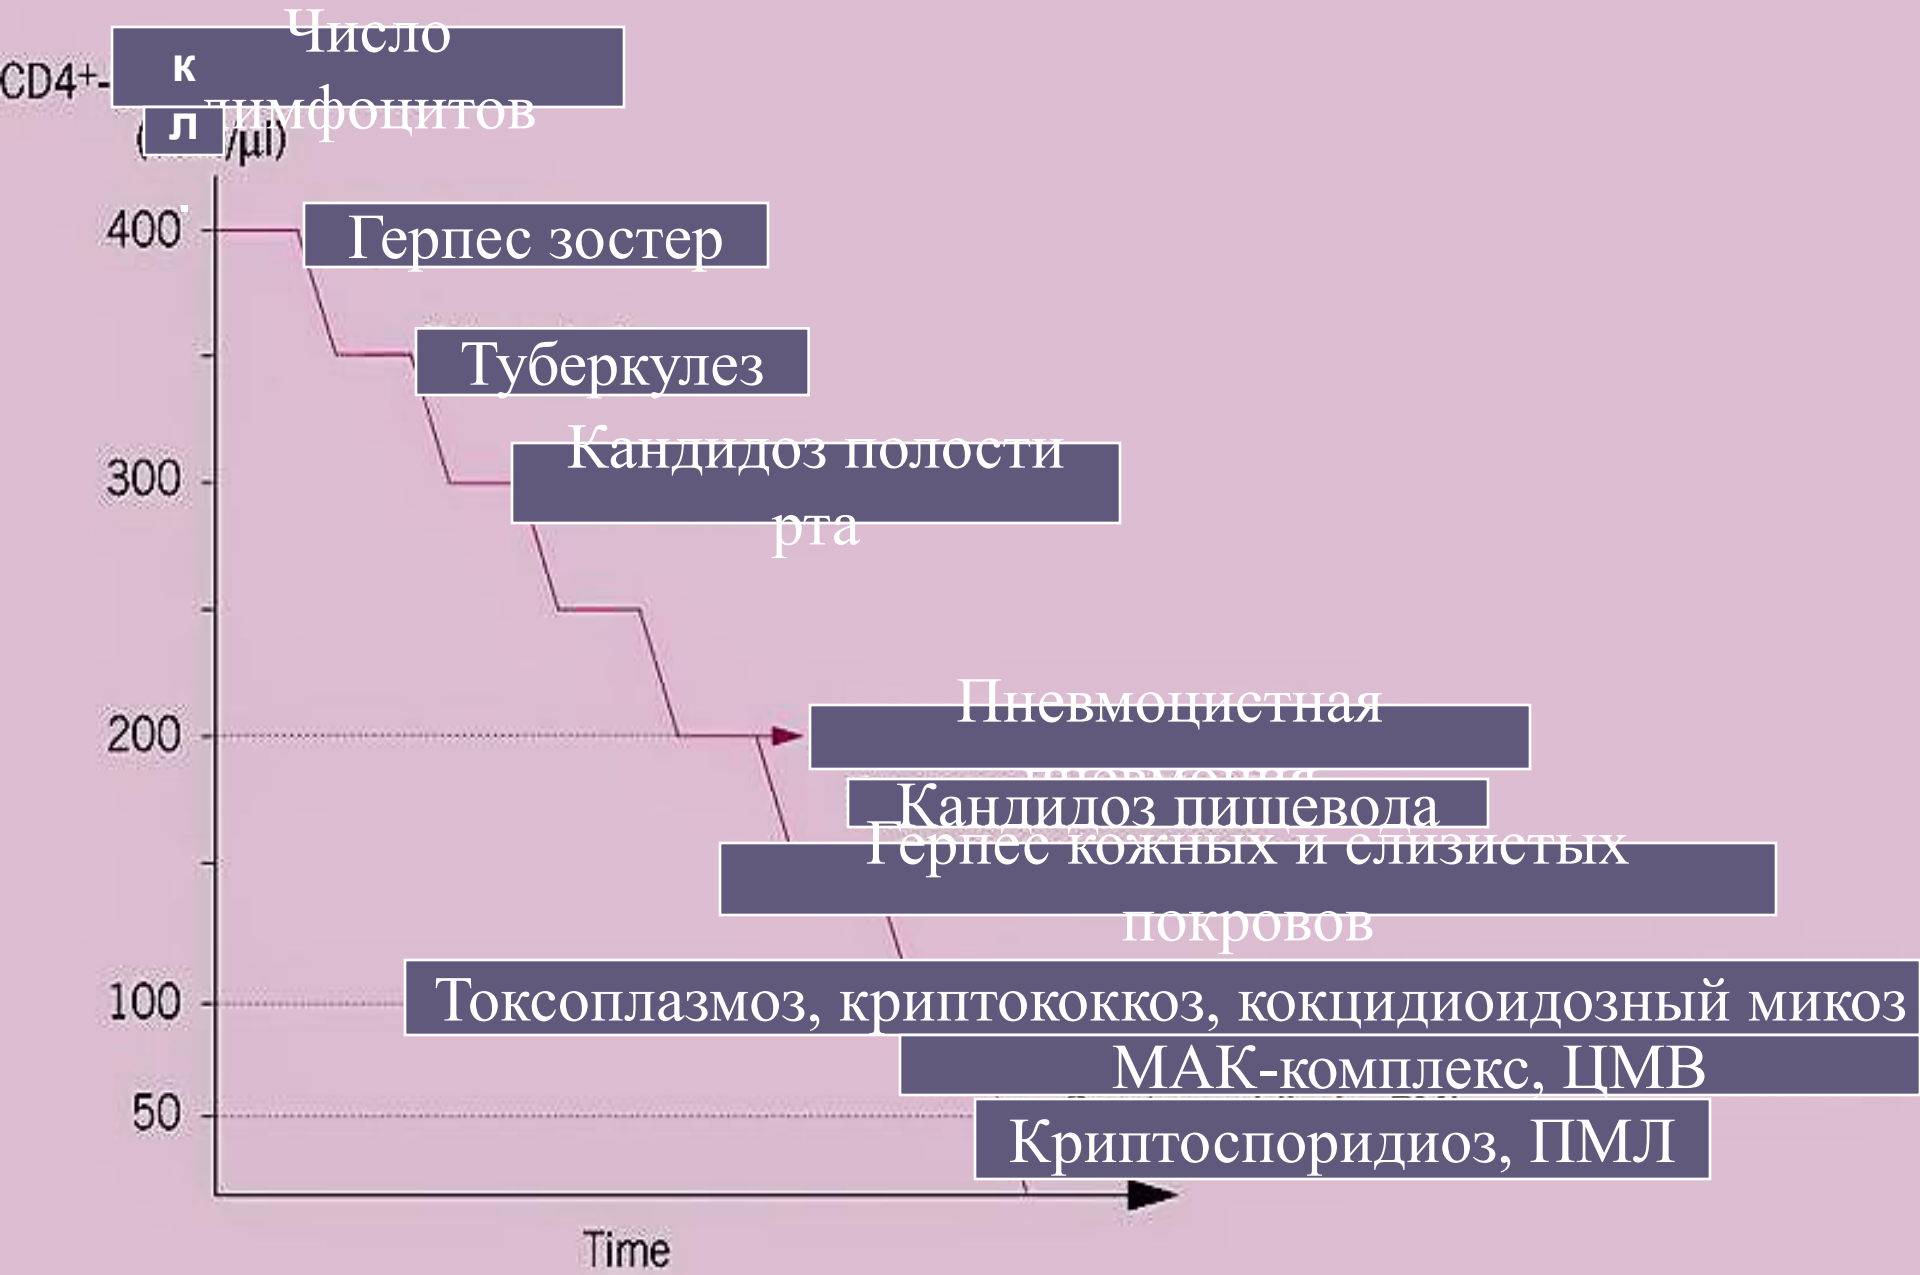 Число
CD4+- к лимфоцитов
( л /µl)
400
Герпес зостер
Туберкулез
Кандидоз полости
300
рта
Пневмоцистная
200
пневмония
Кандидоз пищевода
Герпес кожных и слизистых
покровов
100
Токсоплазмоз, криптококкоз, кокцидиоидозный микоз
МАК-комплекс, ЦМВ
50
Криптоспоридиоз, ПМЛ
Time